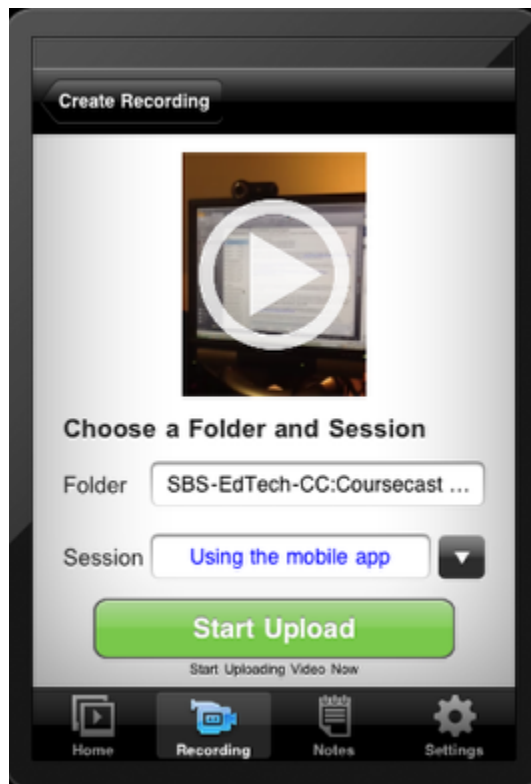 Create Recording
Choose a Folder and Session
Folder SBS-EdTech-CC:Coursecast ...
Session Using the mobile app
Start Upload
Start Uploading Video Now
Home Recording Notes Settings